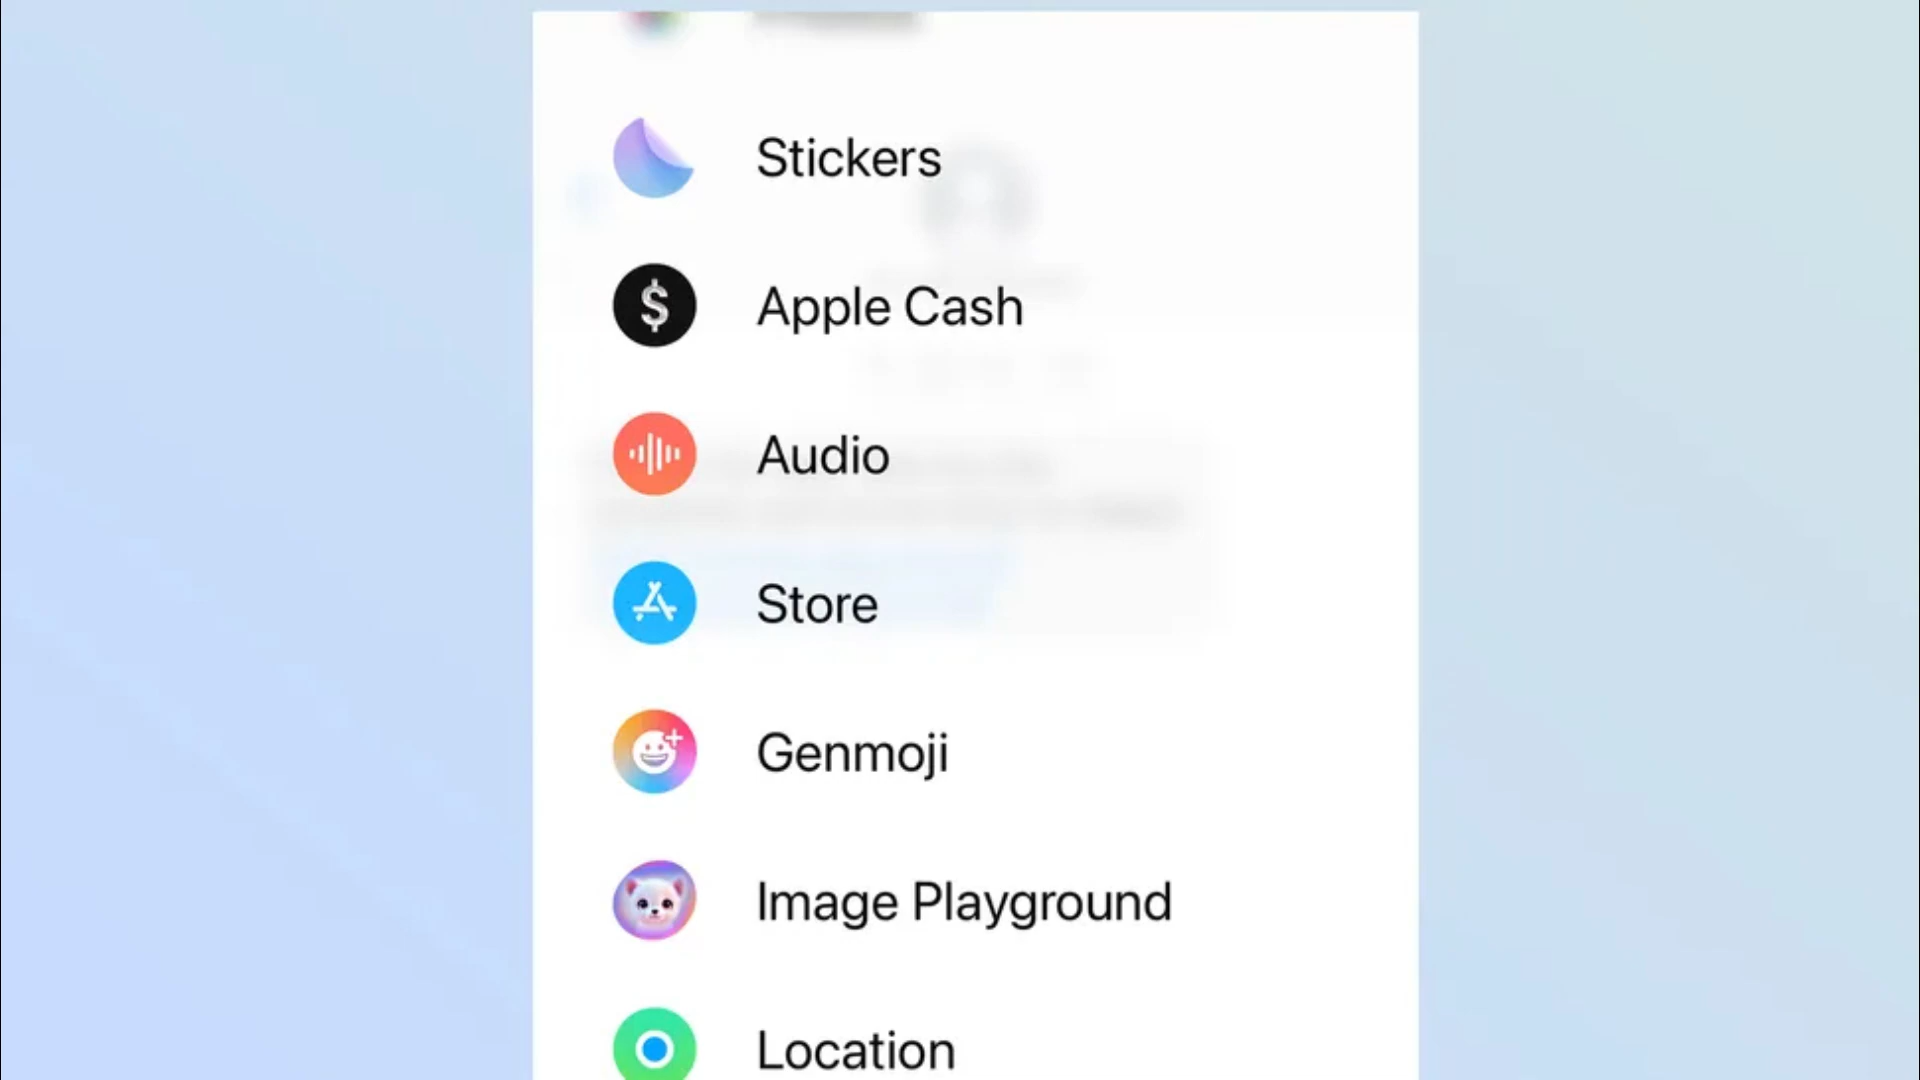 Stickers
Apple Cash
Audio
Store
Genmoji
Image Playground
Location